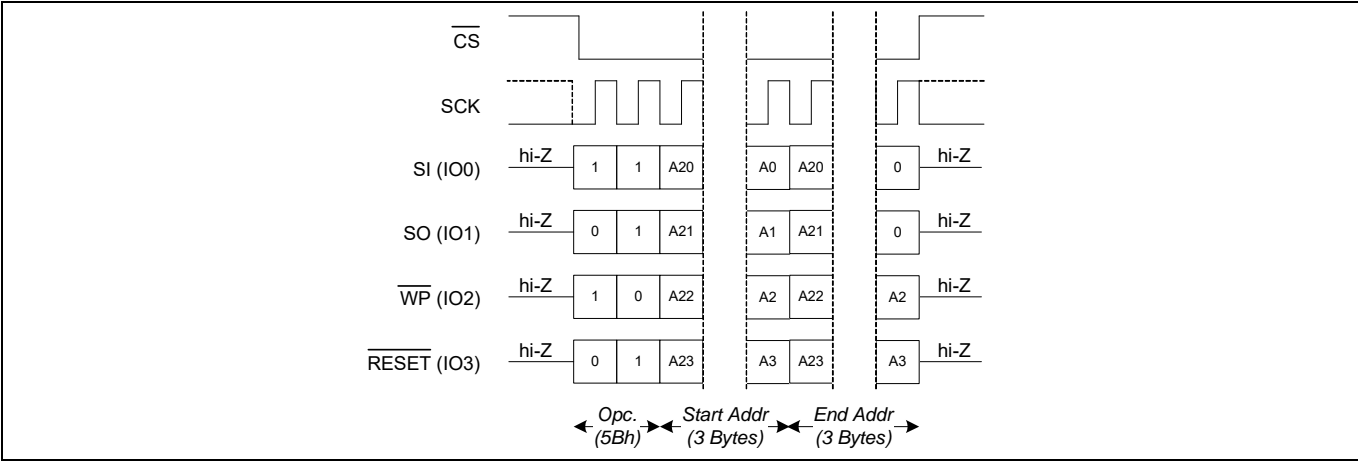 CS
SCK
SI (IO0) hi-Z 1 1 A20 A0 A20 0 hi-Z
SO (IO1) hi-Z 0 1 A21 A1 A21 0 hi-Z
WP (IO2) hi-Z 1 0 A22 A2 A22 A2 hi-Z
RESET (IO3) hi-Z 0 1 A23 A3 A23 A3 hi-Z
Opc. Start Addr End Addr
(5Bh) (3 Bytes) (3 Bytes)